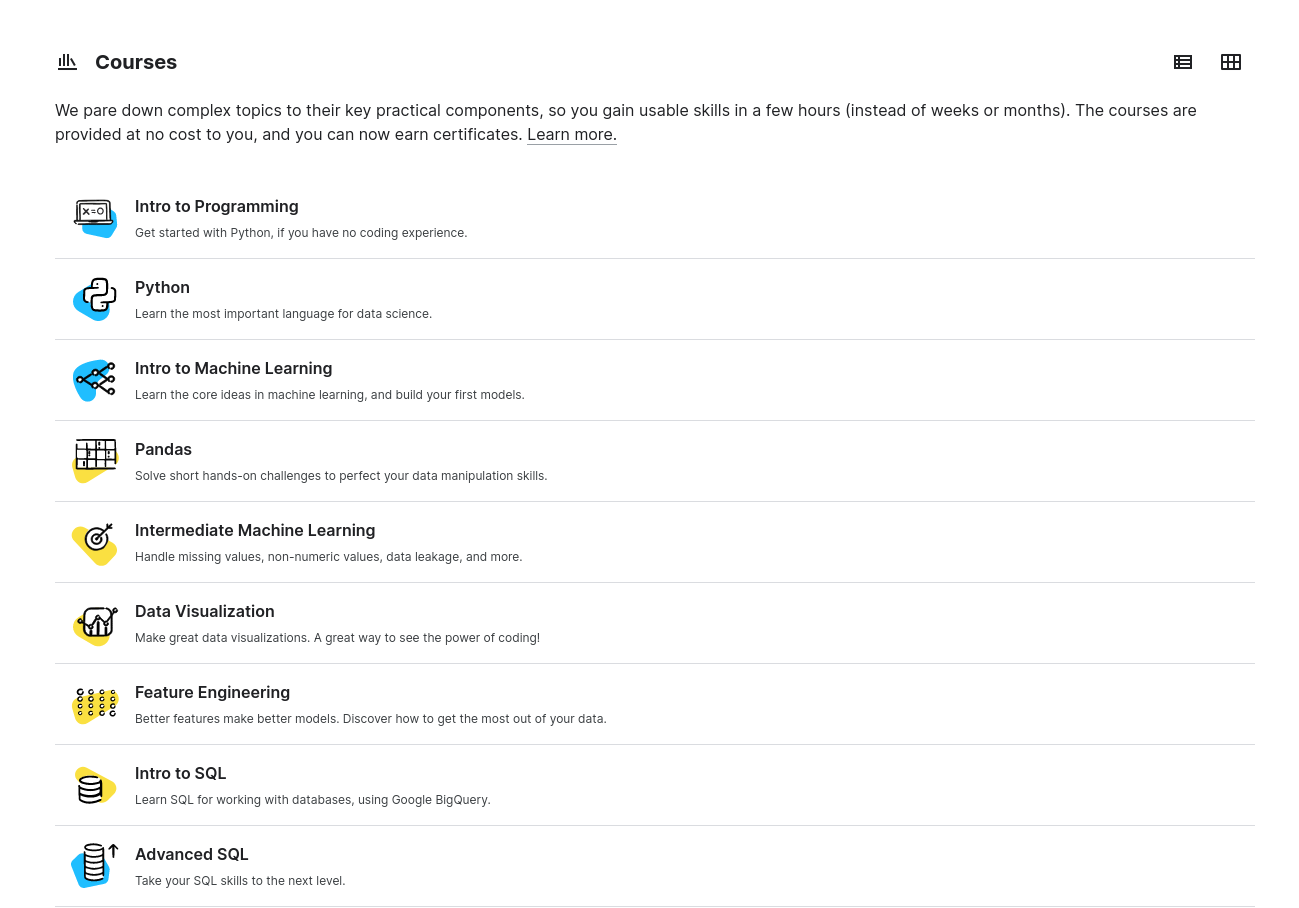 Courses
We pare down complex topics to their key practical components, so you gain usable skills in a few hours (instead of weeks or months). The courses are
provided at no cost to you, and you can now earn certificates. Learn more.
X=O
Intro to Programming
Get started with Python, if you have no coding experience.
Python
Learn the most important language for data science.
Intro to Machine Learning
Learn the core ideas in machine learning, and build your first models.
Pandas
Solve short hands-on challenges to perfect your data manipulation skills.
Intermediate Machine Learning
Handle missing values, non-numeric values, data leakage, and more.
Data Visualization
Make great data visualizations. A great way to see the power of coding!
Feature Engineering
Better features make better models. Discover how to get the most out of your data.
Intro to SQL
Learn SQL for working with databases, using Google BigQuery.
Advanced SQL
Take your SQL skills to the next level.